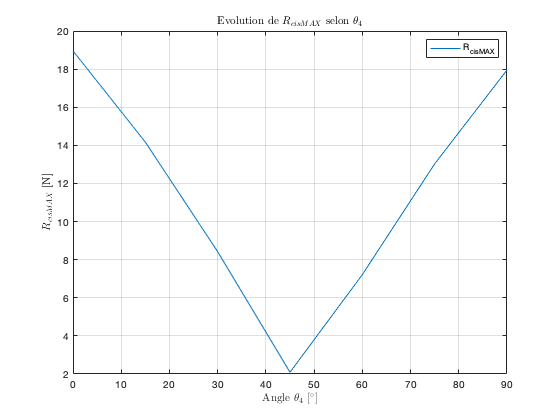 Evolution de R_cisMAX selon θ_4
R_cisMAX
20
18
16
14
12
10
8
6
4
2
R_cisMAX [N]
0 10 20 30 40 50 60 70 80 90
Angle θ_4 [°]